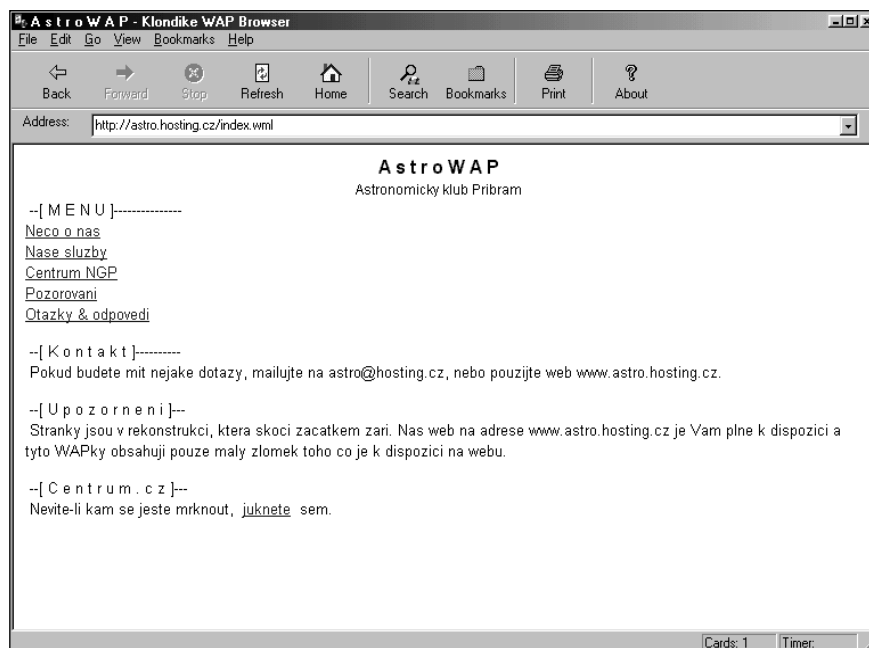 A s t r o W A P - Klondike WAP Browser
File Edit Go View Bookmarks Help
Back Forward Stop Refresh Home Search Bookmarks Print About
Address: http://astro.hosting.cz/index.wml
A s t r o W A P
Astronomicky klub Pribram
--[ M E N U ]---------------
Neco o nas
Nase sluzby
Centrum NGP
Pozorovani
Otazky & odpovedi
--[ K o n t a k t ]----------
Pokud budete mit nejake dotazy, mailujte na astro@hosting.cz, nebo pouzijte web www.astro.hosting.cz.
--[ U p o z o r n e n i ]---
Stranky jsou v rekonstrukci, ktera skoci zacatkem zari. Nas web na adrese www.astro.hosting.cz je Vam plne k dispozici a
tyto WAPky obsahuji pouze maly zlomek toho co je k dispozici na webu.
--[ C e n t r u m . c z ]---
Nevite-li kam se jeste mrknout, juknete sem.
Cards: 1 Timer: